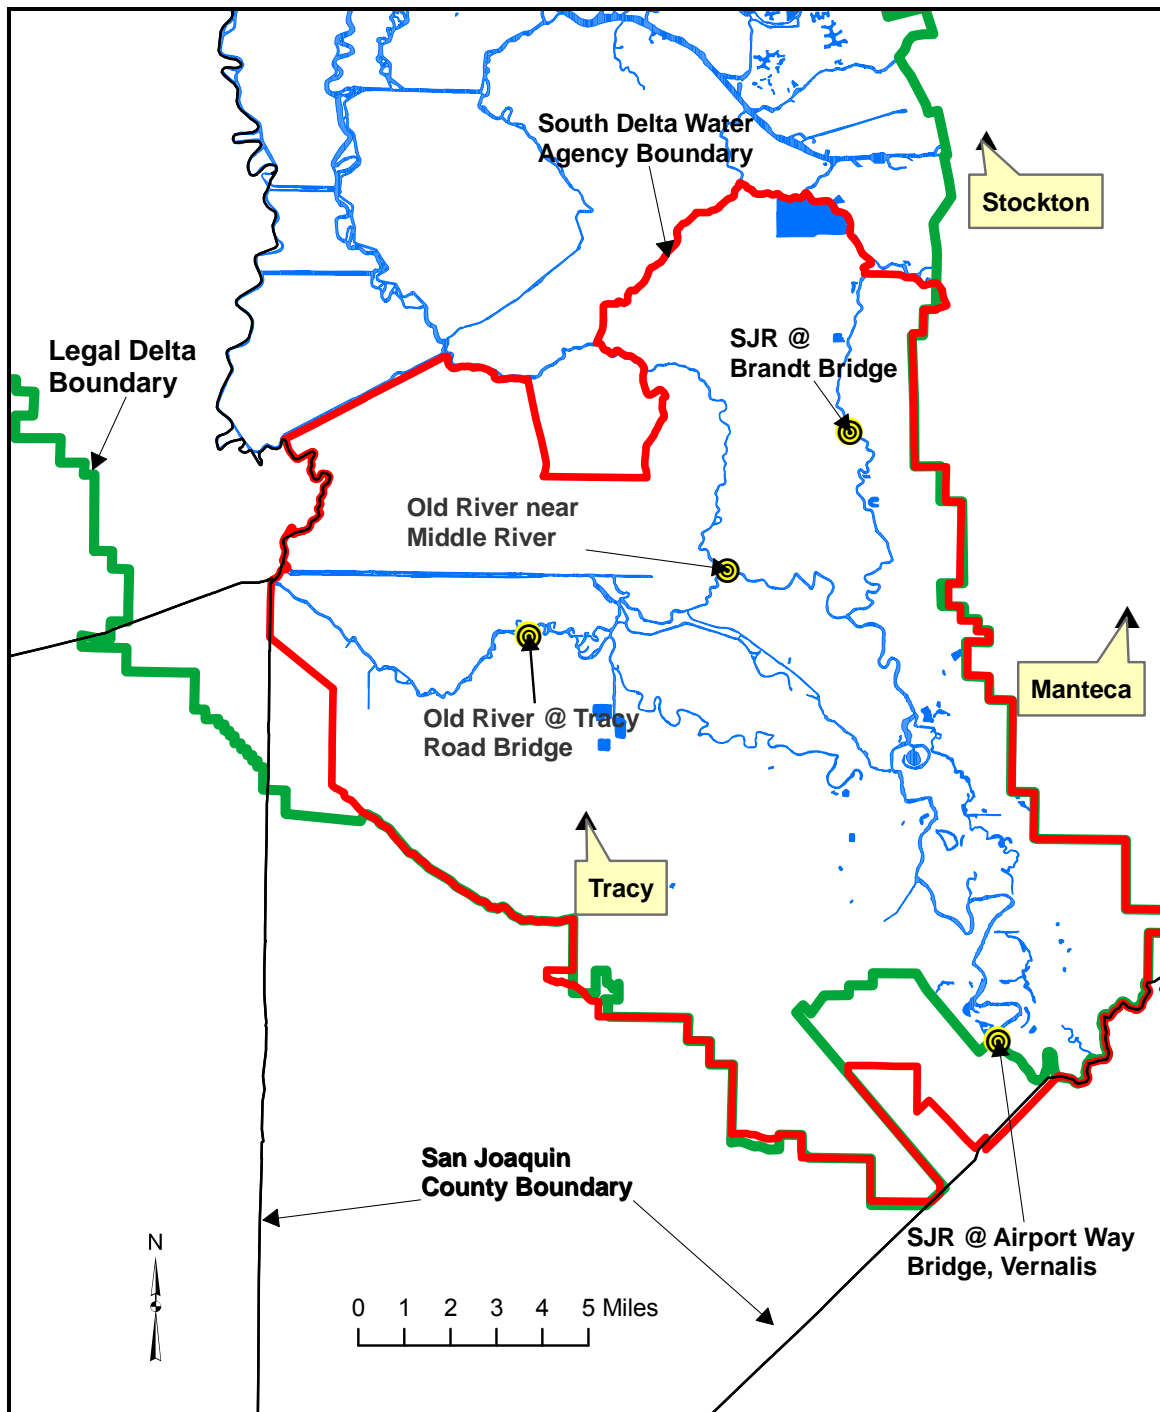 South Delta Water
Agency Boundary
Stockton
SJR @
Brandt Bridge
Legal Delta
Boundary
Old River near
Middle River
Manteca
Old River @ Tracy
Road Bridge
Tracy
San Joaquin
County Boundary
SJR @ Airport Way
Bridge, Vernalis
N
0 1 2 3 4 5 Miles